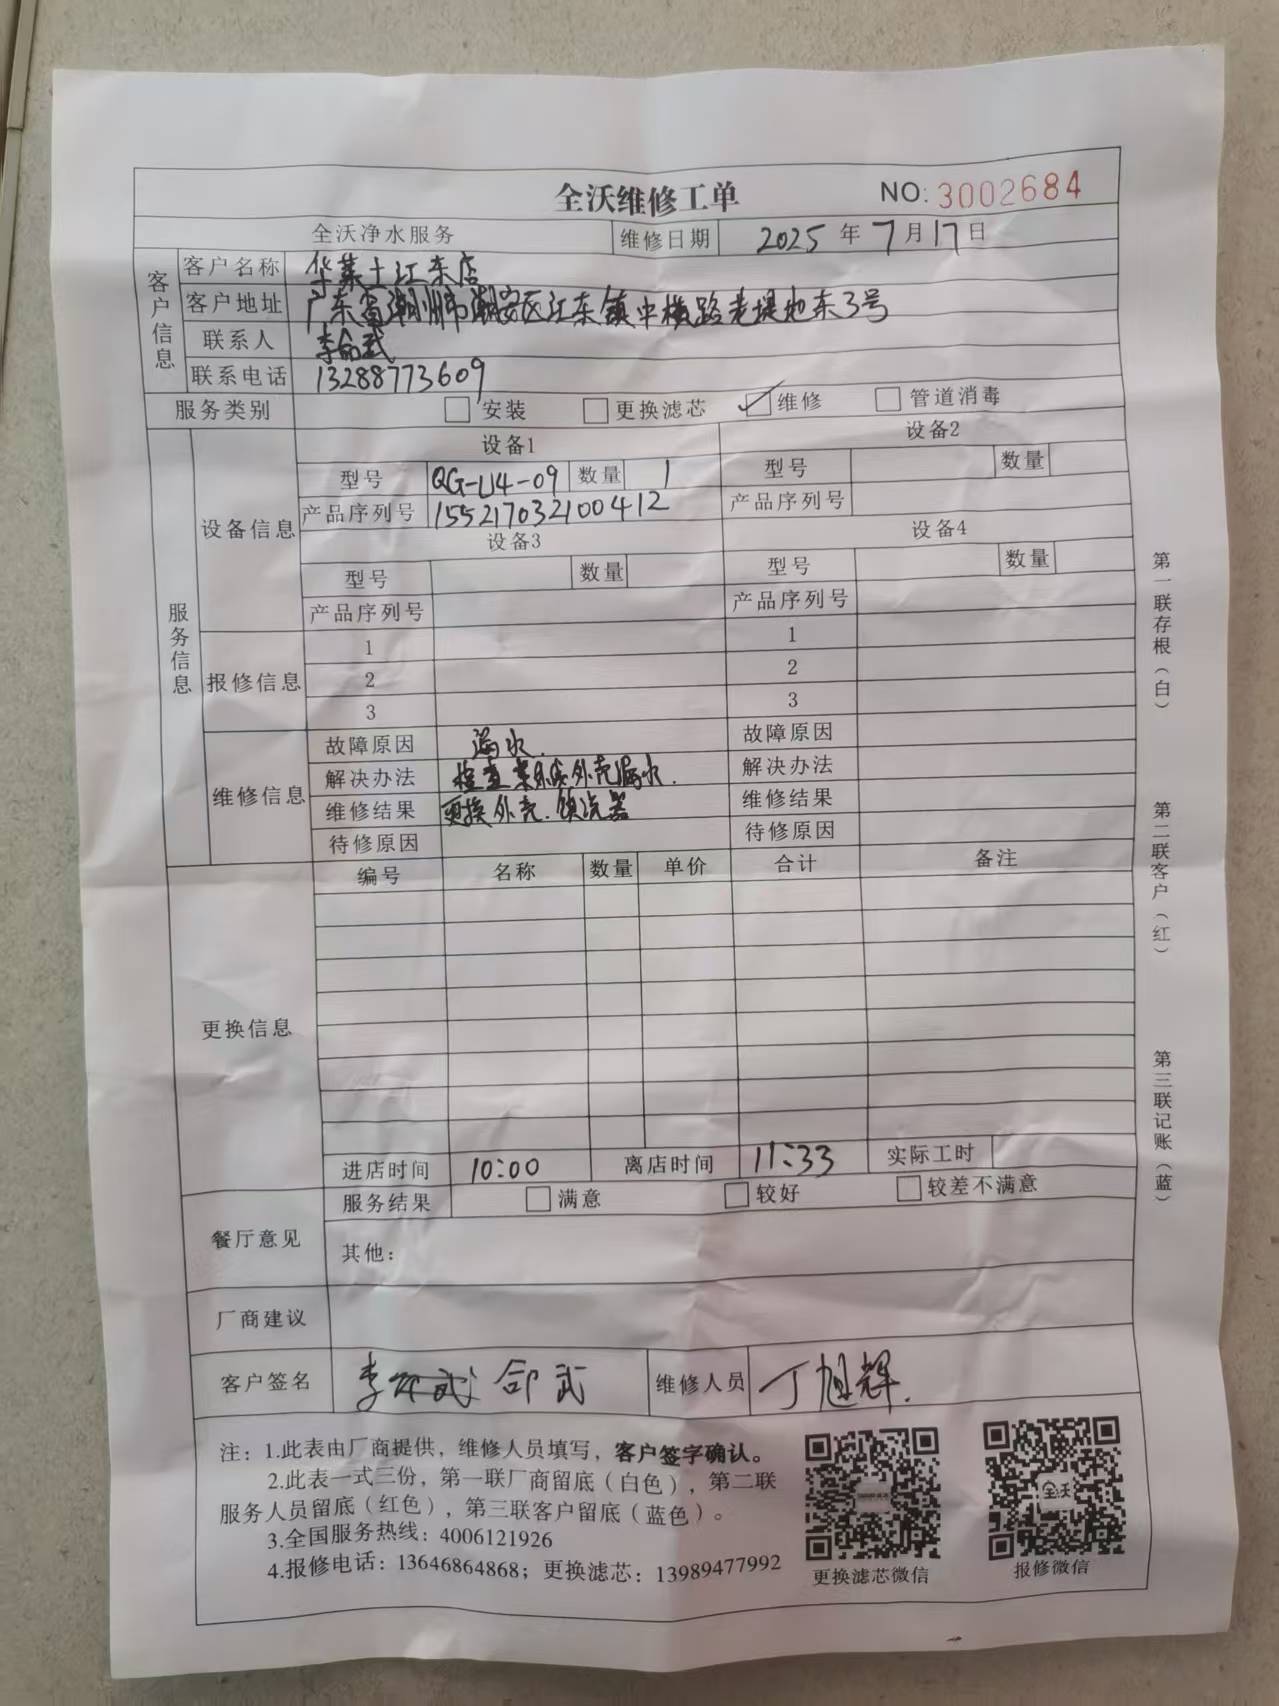 全沃维修工单 NO: 3002684
全沃净水服务 维修日期 2025 年 7 月 17 日
客户信息
客户名称 华莱士江东店
客户地址 广东省潮州市潮安区江东镇中横路老堤地东3号
联系人 李
联系电话 13288773609
服务类别 安装 更换滤芯 维修 管道消毒
服务信息
设备信息
设备1 设备2
型号 QG-U4-09 数量 1 型号 数量
产品序列号 155217032100412 产品序列号
设备3 设备4
型号 数量 型号 数量
产品序列号 产品序列号
报修信息
1 1
2 2
3 3
维修信息
故障原因 漏水. 故障原因
解决办法 检查 外壳漏水. 解决办法
维修结果 更换外壳. 维修结果
待修原因 待修原因
更换信息
编号 名称 数量 单价 合计 备注
进店时间 10:00 离店时间 11:33 实际工时
餐厅意见
服务结果 满意 较好 较差不满意
其他:
厂商建议
客户签名 李 武 维修人员 丁旭辉.
注: 1.此表由厂商提供, 维修人员填写, 客户签字确认。
2.此表一式三份, 第一联厂商留底(白色), 第二联
服务人员留底(红色), 第三联客户留底(蓝色)。
3.全国服务热线: 4006121926
4.报修电话: 13646864868; 更换滤芯: 13989477992
更换滤芯微信
全沃
报修微信
第一联存根(白)
第二联客户(红)
第三联记账(蓝)